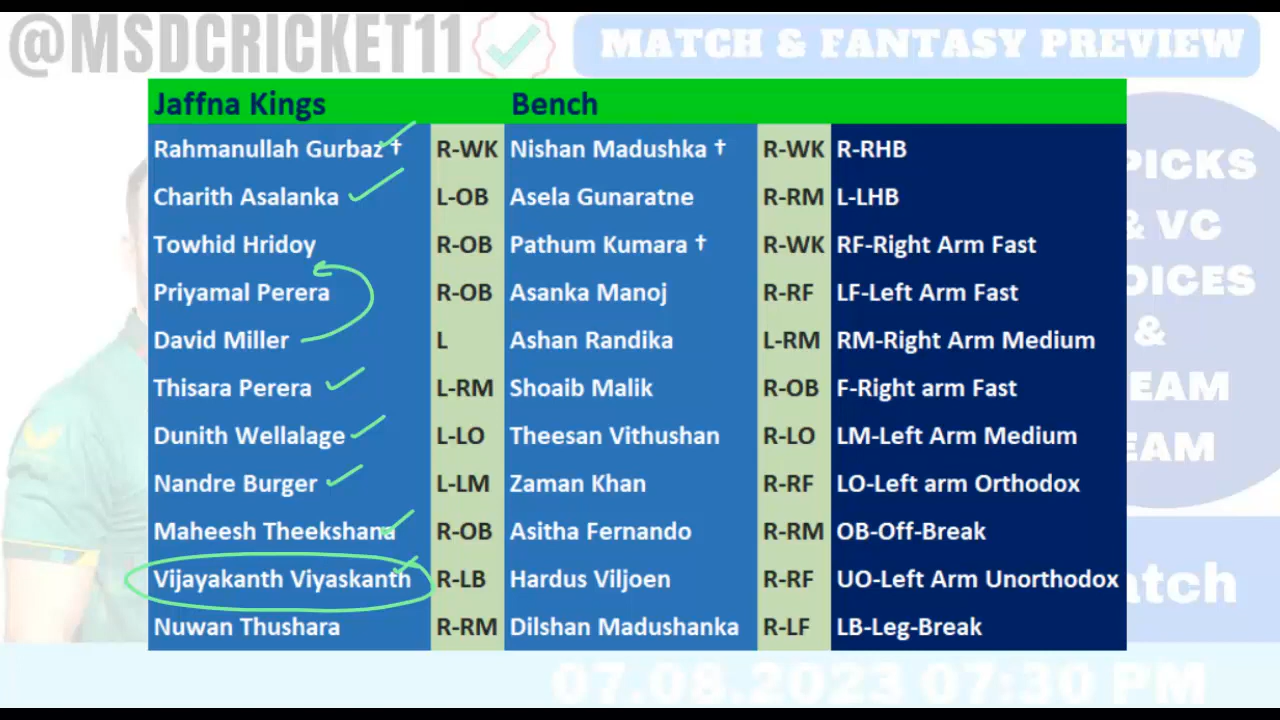 @MSDCRICKET11 MATCH & FANTASY PREVIEW
Jaffna Kings Bench
Rahmanullah Gurbaz † R-WK Nishan Madushka † R-WK R-RHB
Charith Asalanka L-OB Asela Gunaratne R-RM L-LHB
Towhid Hridoy R-OB Pathum Kumara † R-WK RF-Right Arm Fast
Priyamal Perera R-OB Asanka Manoj R-RF LF-Left Arm Fast
David Miller L Ashan Randika L-RM RM-Right Arm Medium
Thisara Perera L-RM Shoaib Malik R-OB F-Right arm Fast
Dunith Wellalage L-LO Theesan Vithushan R-LO LM-Left Arm Medium
Nandre Burger L-LM Zaman Khan R-RF LO-Left arm Orthodox
Maheesh Theekshana R-OB Asitha Fernando R-RM OB-Off-Break
Vijayakanth Viyaskanth R-LB Hardus Viljoen R-RF UO-Left Arm Unorthodox
Nuwan Thushara R-RM Dilshan Madushanka R-LF LB-Leg-Break
& VC
&
07.08.2023 07:30 PM